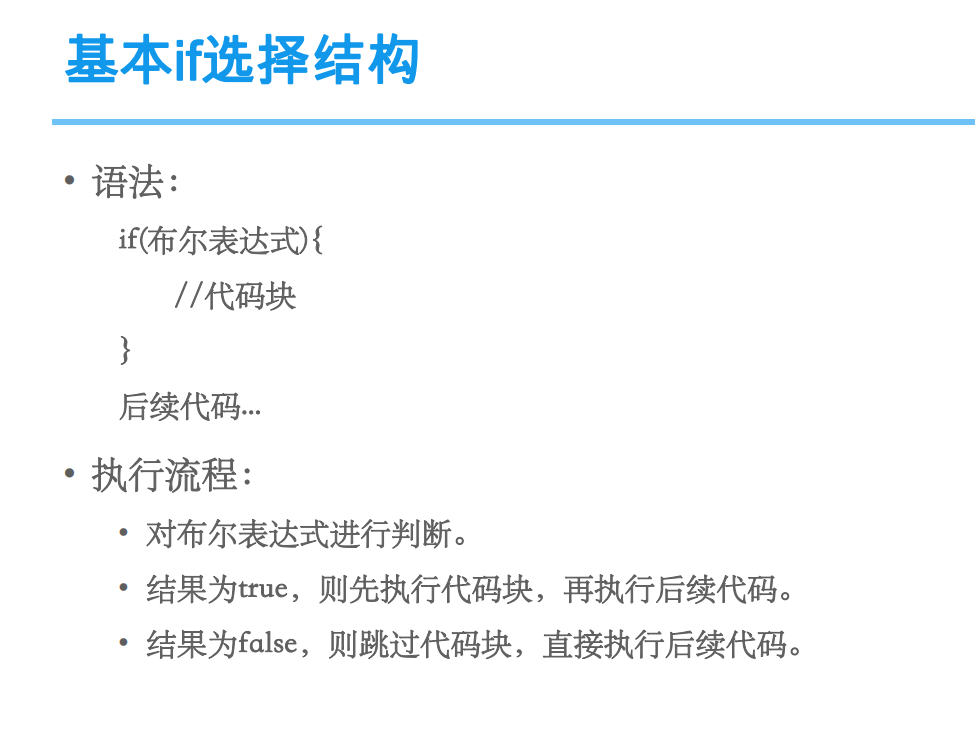 基本if选择结构
• 语法：
if(布尔表达式){
//代码块
}
后续代码...
• 执行流程：
• 对布尔表达式进行判断。
• 结果为true，则先执行代码块，再执行后续代码。
• 结果为false，则跳过代码块，直接执行后续代码。